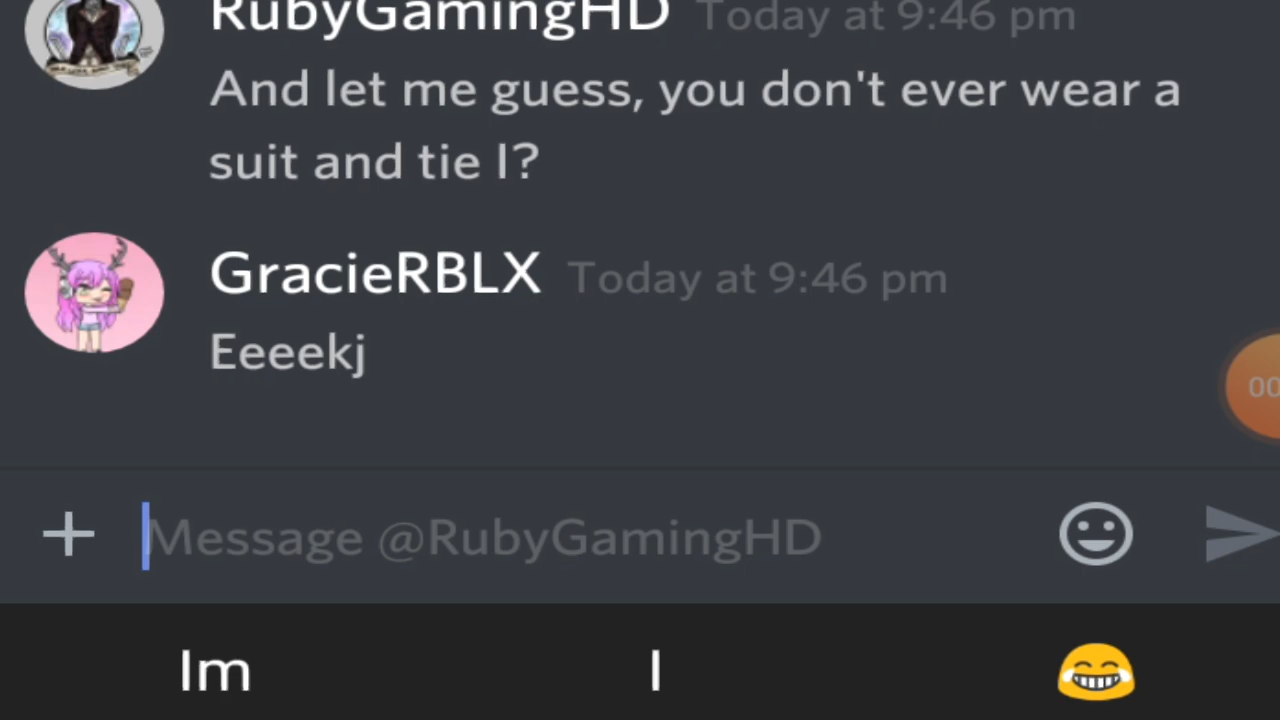 RubyGamingHD Today at 9:46 pm
And let me guess, you don't ever wear a
suit and tie I?
GracieRBLX Today at 9:46 pm
Eeeekj
00
Message @RubyGamingHD
Im I 😂